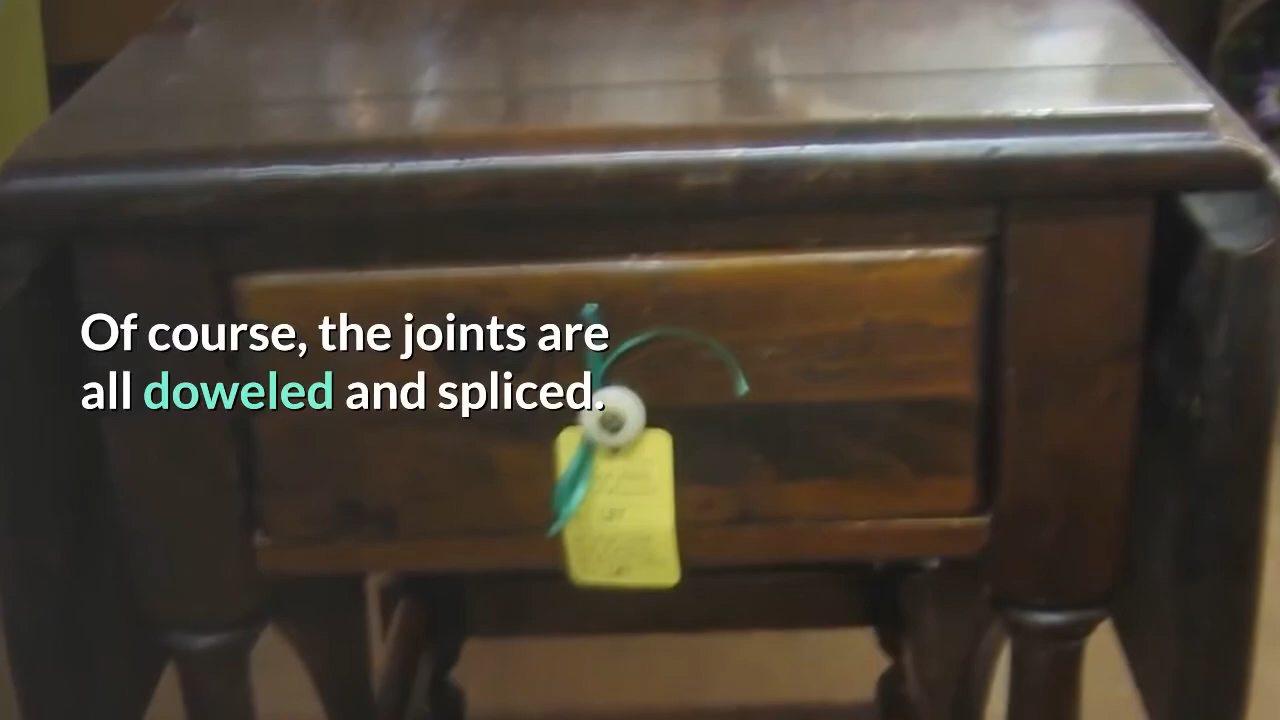 Of course, the joints are
all doweled and spliced.